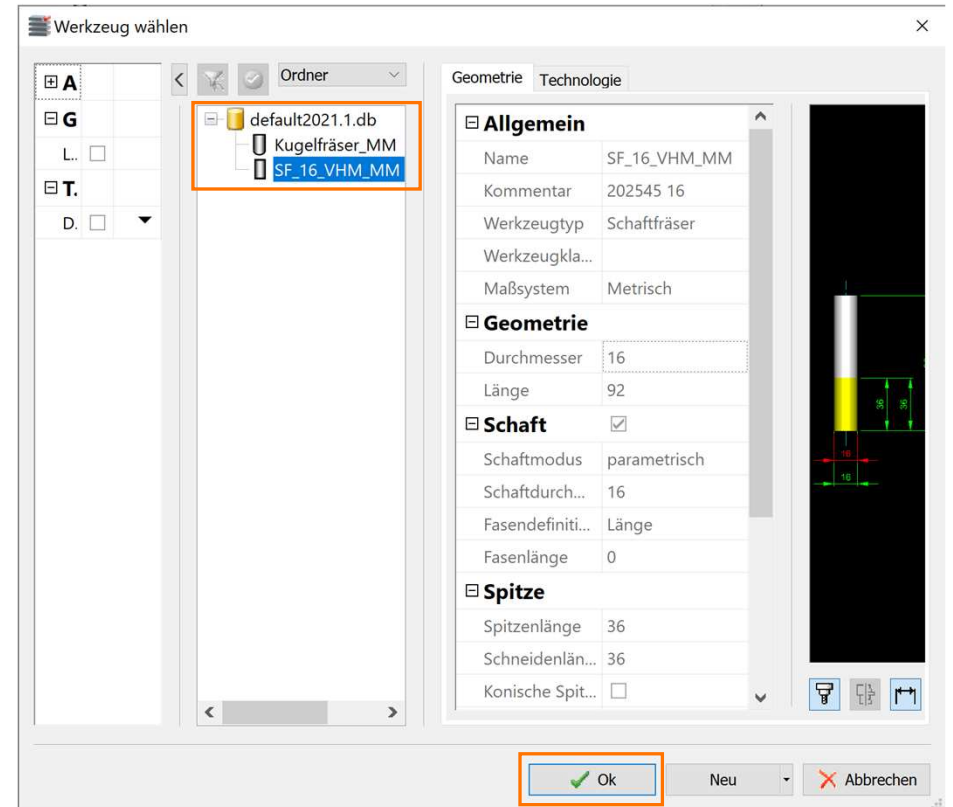 Werkzeug wählen
A
G
L..
T.
D.
Ordner
default2021.1.db
Kugelfräser_MM
SF_16_VHM_MM
Geometrie Technologie
Allgemein
Name SF_16_VHM_MM
Kommentar 202545 16
Werkzeugtyp Schaftfräser
Werkzeugkla...
Maßsystem Metrisch
Geometrie
Durchmesser 16
Länge 92
Schaft
Schaftmodus parametrisch
Schaftdurch... 16
Fasendefiniti... Länge
Fasenlänge 0
Spitze
Spitzenlänge 36
Schneidenlän... 36
Konische Spit...
36 36
16
16
Ok Neu Abbrechen